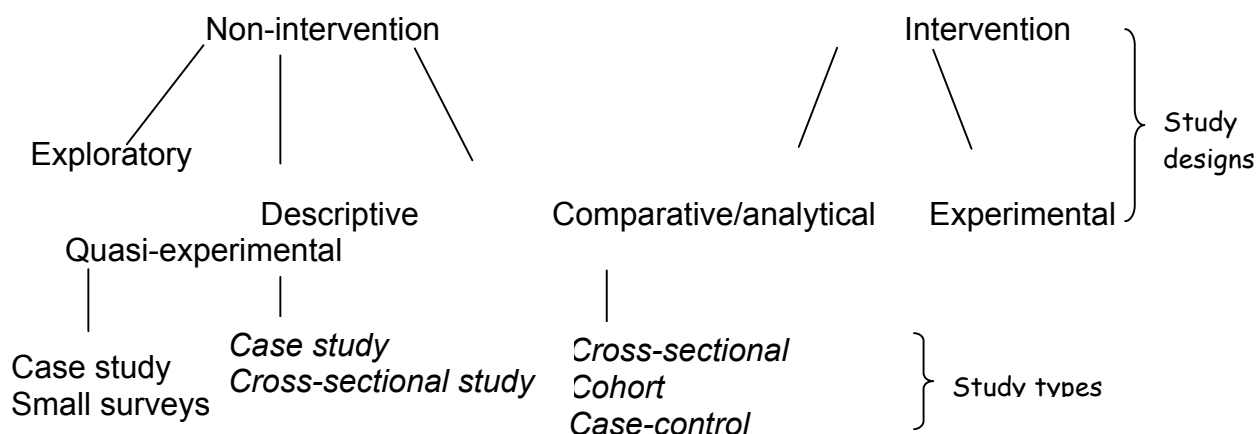 Non-intervention
Intervention
Study
designs
Exploratory
Descriptive
Comparative/analytical
Experimental
Quasi-experimental
Case study
Small surveys
Case study
Cross-sectional study
Cross-sectional
Cohort
Case-control
Study types